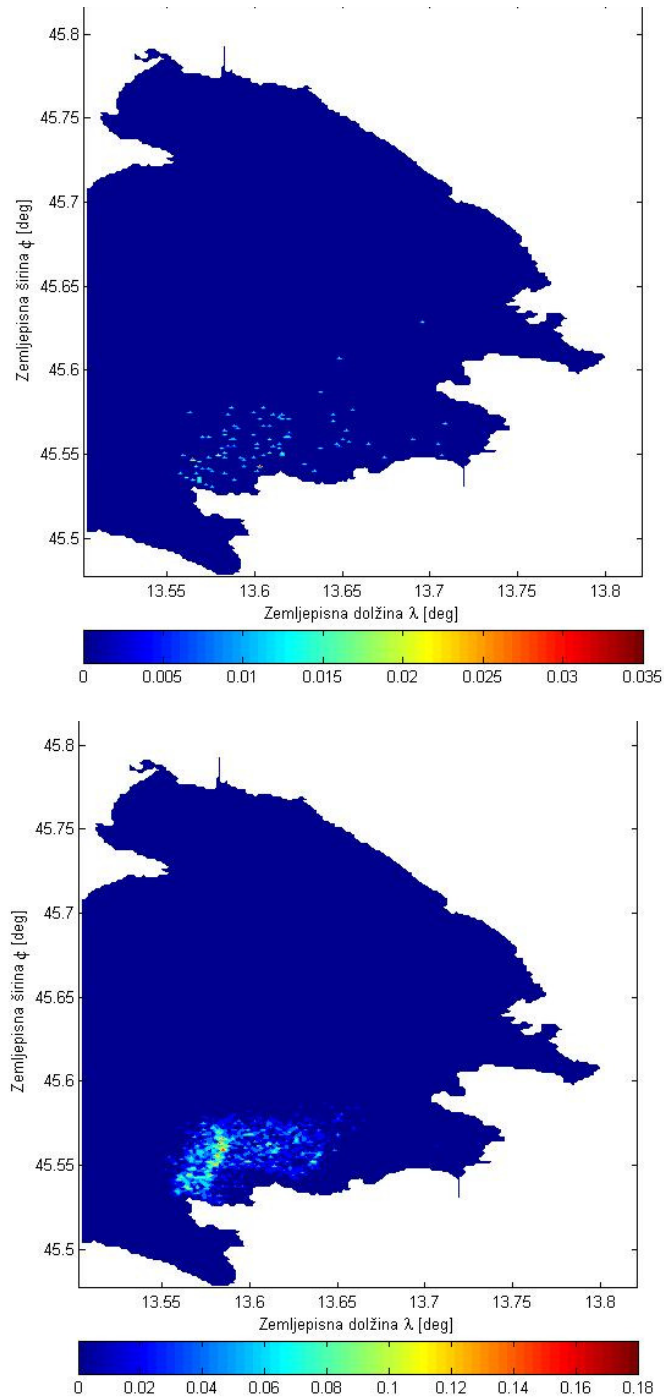 45.8
45.75
45.7
45.65
45.6
45.55
45.5
Zemljepisna širina ϕ [deg]
13.55 13.6 13.65 13.7 13.75 13.8
Zemljepisna dolžina λ [deg]
0 0.005 0.01 0.015 0.02 0.025 0.03 0.035
45.8
45.75
45.7
45.65
45.6
45.55
45.5
Zemljepisna širina ϕ [deg]
13.55 13.6 13.65 13.7 13.75 13.8
Zemljepisna dolžina λ [deg]
0 0.02 0.04 0.06 0.08 0.1 0.12 0.14 0.16 0.18